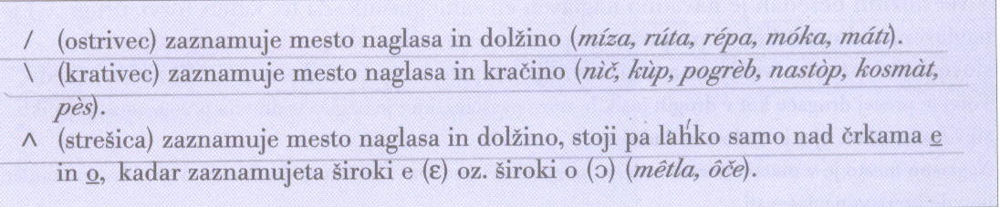 / (ostrivec) zaznamuje mesto naglasa in dolžino (míza, rúta, répa, móka, máti).
\ (krativec) zaznamuje mesto naglasa in kračino (nìč, kùp, pogrèb, nastòp, kosmàt,
pès).
^ (strešica) zaznamuje mesto naglasa in dolžino, stoji pa lahko samo nad črkama e
in o, kadar zaznamujeta široki e (ɛ) oz. široki o (ɔ) (mêtla, ôče).